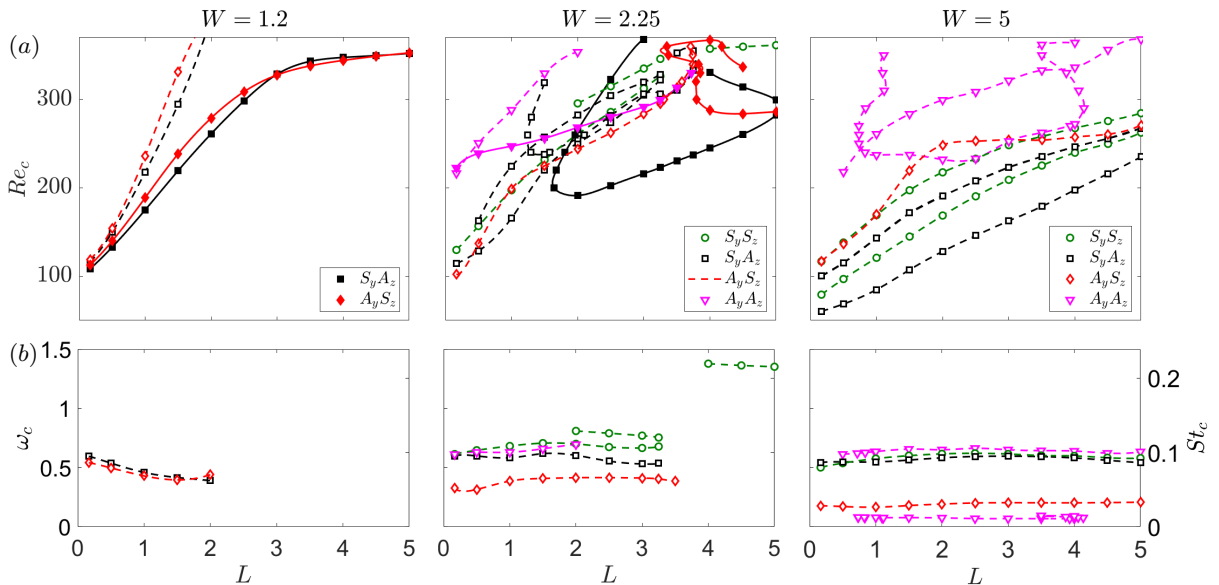 W = 1.2
W = 2.25
W = 5
(a)
Re_c
300
200
100
S_yA_z
A_yS_z
S_yS_z
S_yA_z
A_yS_z
A_yA_z
S_yS_z
S_yA_z
A_yS_z
A_yA_z
(b)
ω_c
1.5
1
0.5
0
0.2
0.1
0
St_c
0 1 2 3 4 5
0 1 2 3 4 5
0 1 2 3 4 5
L
L
L